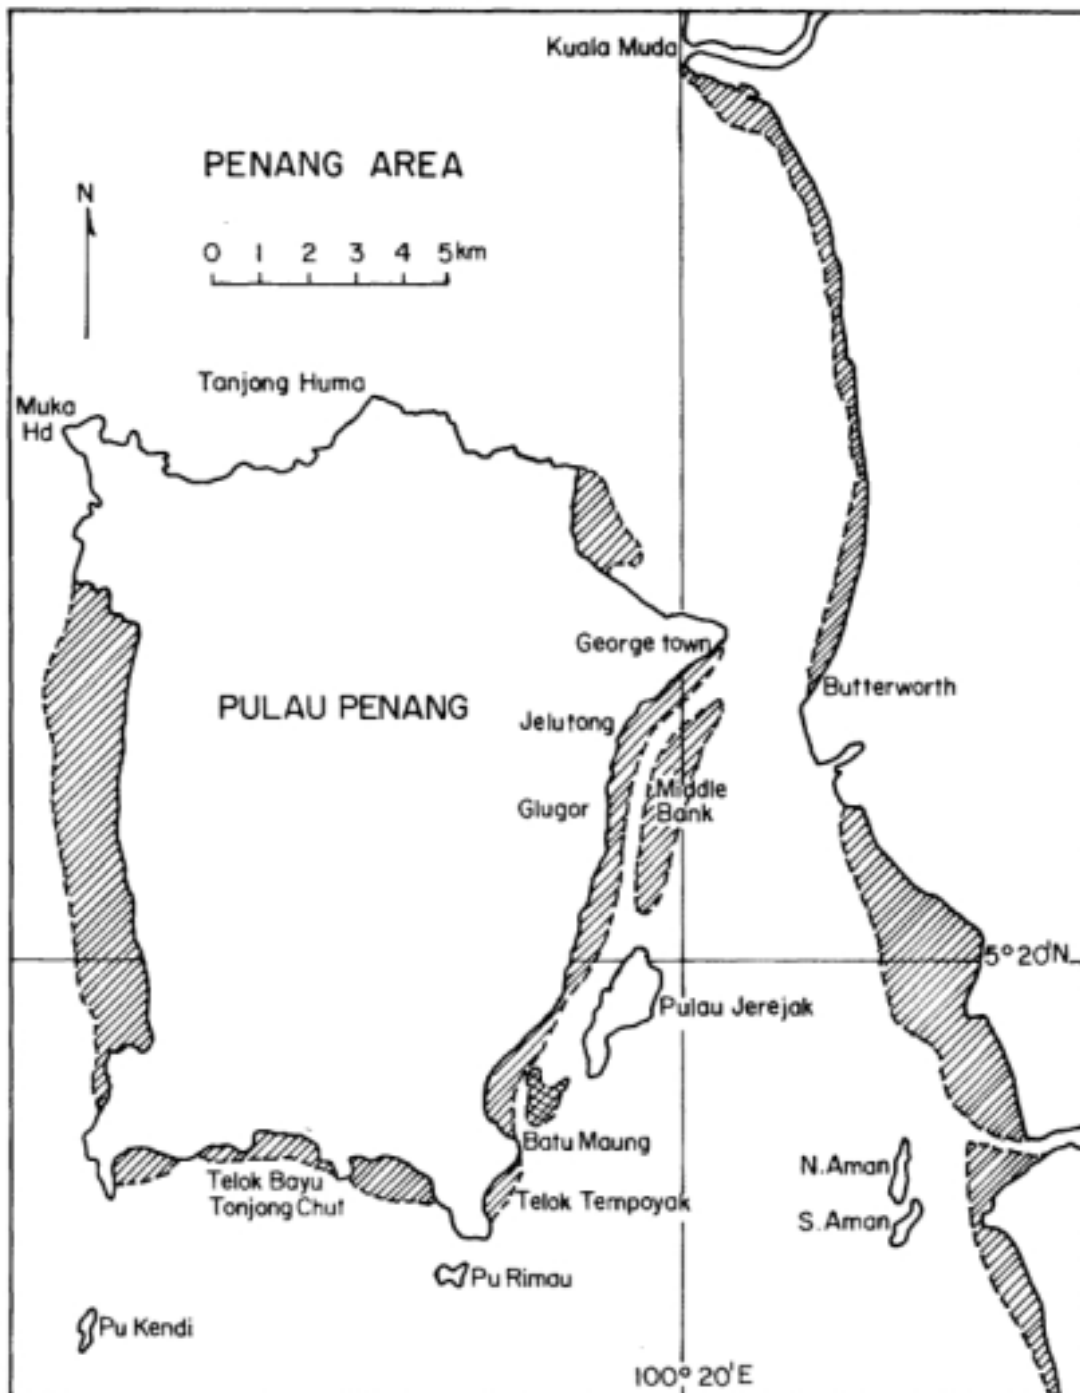 Kuala Muda
PENANG AREA
N
0 1 2 3 4 5 km
Tanjong Huma
Muka
Hd
George town
PULAU PENANG
Butterworth
Jelutong
Glugor
Middle
Bank
5° 20' N
Pulau Jerejak
Batu Maung
N. Aman
Telok Bayu
Tonjong Chut
Telok Tempoyak
S. Aman
Pu Rimau
Pu Kendi
100° 20' E